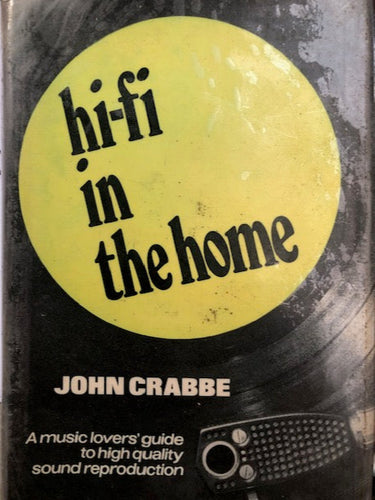 hi-fi
in
the home
JOHN CRABBE
A music lovers' guide
to high quality
sound reproduction